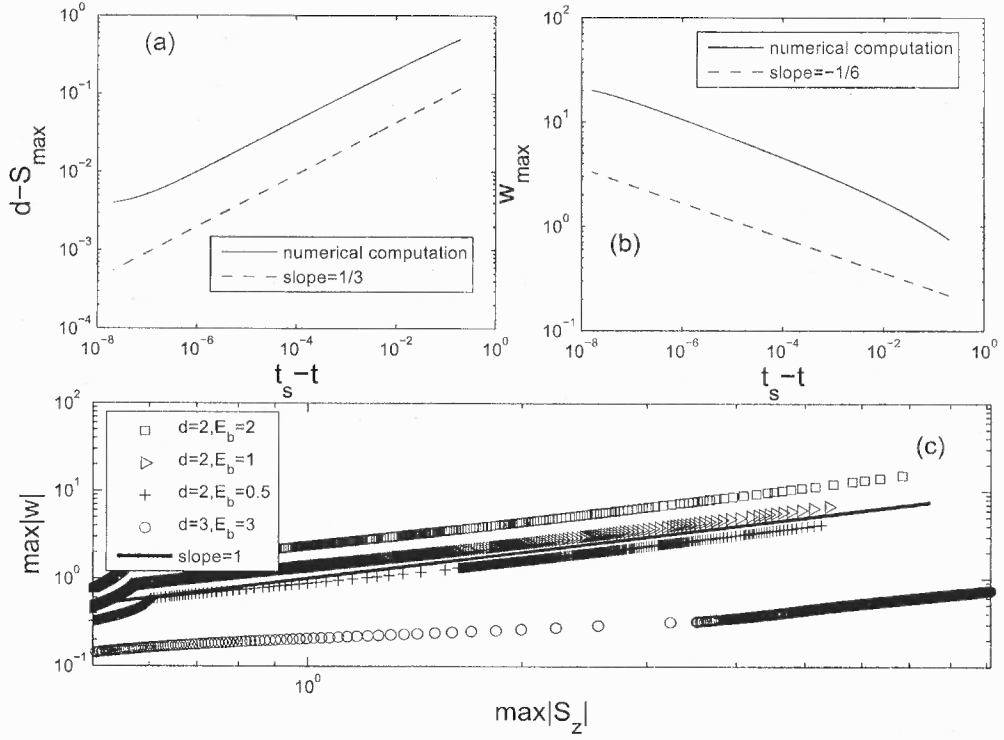 (a)
10^0
10^-1
10^-2
10^-3
10^-4
d-S_max
numerical computation
slope=1/3
10^-8
10^-6
10^-4
10^-2
10^0
t_s-t
(b)
10^2
10^1
10^0
10^-1
w_max
numerical computation
slope=-1/6
10^-8
10^-6
10^-4
10^-2
10^0
t_s-t
(c)
10^2
10^1
10^0
10^-1
max|w|
d=2,E_b=2
d=2,E_b=1
d=2,E_b=0.5
d=3,E_b=3
slope=1
10^0
max|S_z|